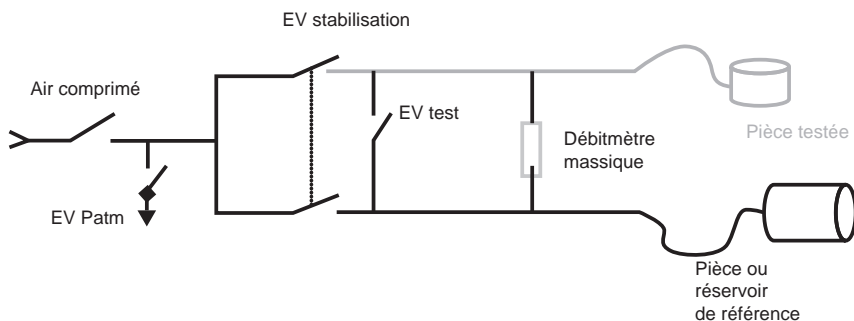 EV stabilisation
Air comprimé
EV test
Débitmètre
massique
Pièce testée
EV Patm
Pièce ou
réservoir
de référence